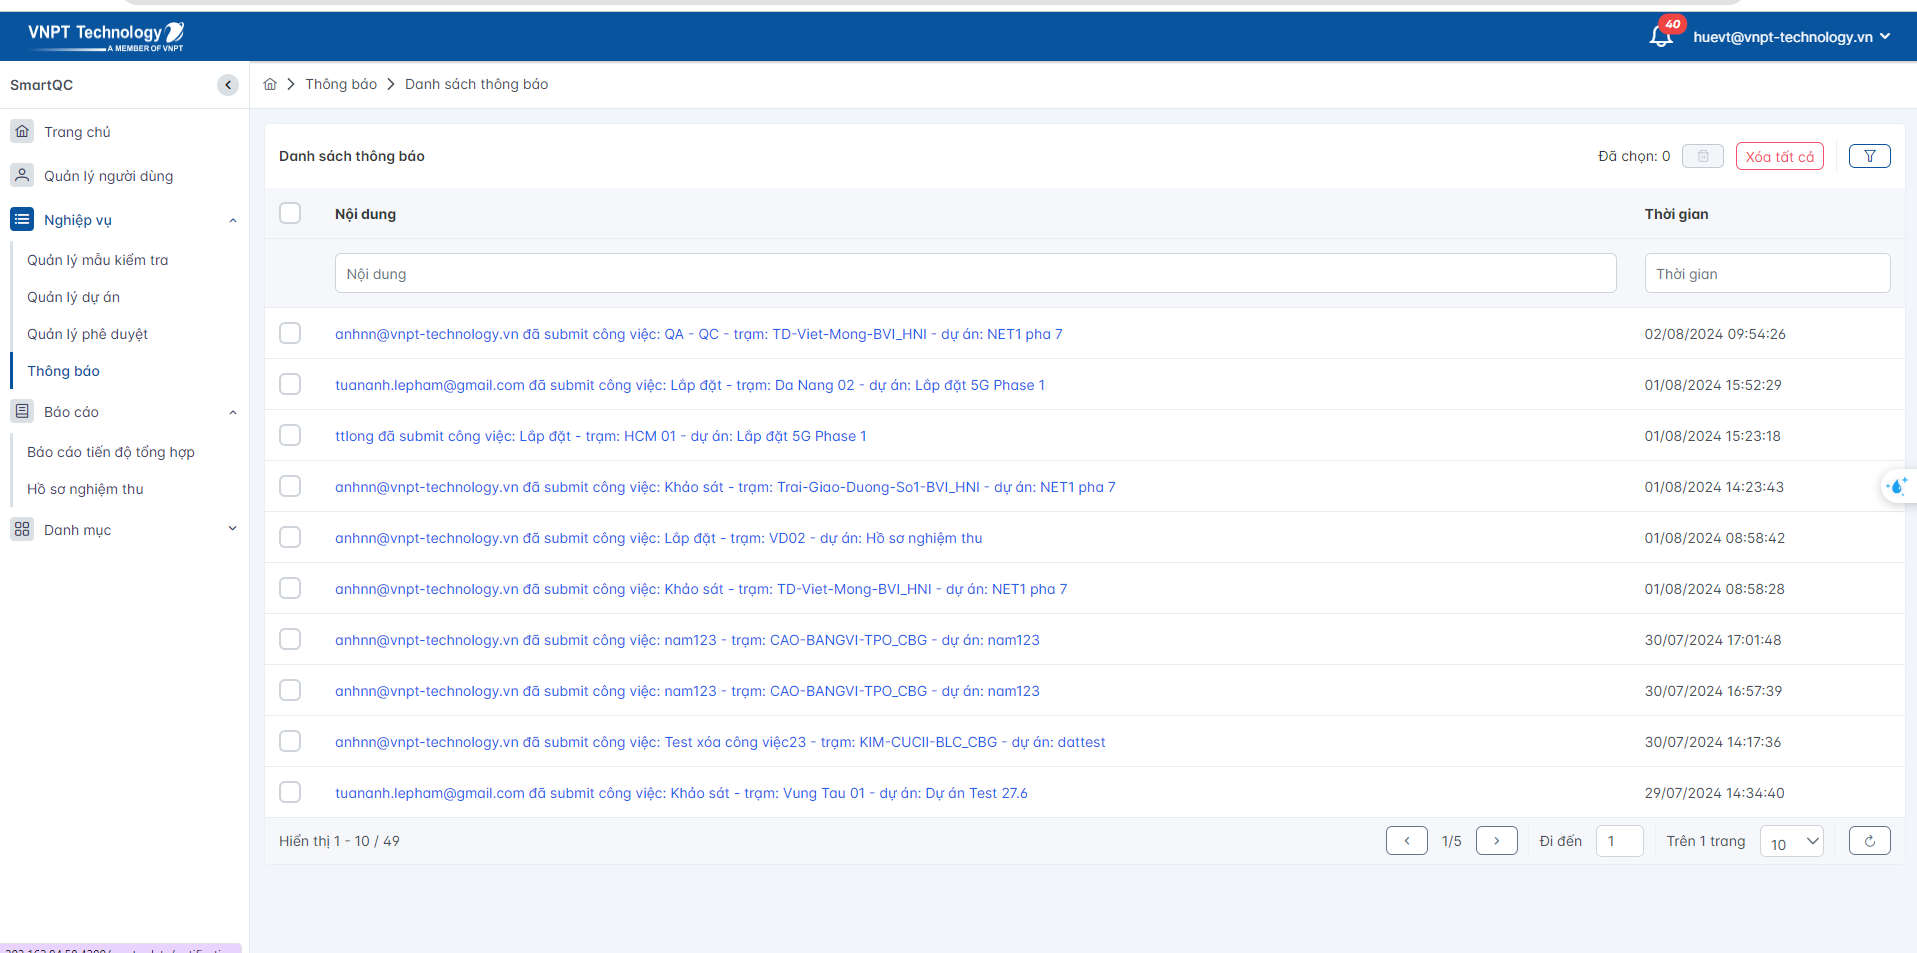 VNPT Technology
A MEMBER OF VNPT
40
huevt@vnpt-technology.vn
SmartQC
Thông báo
Danh sách thông báo
Trang chủ
Quản lý người dùng
Nghiệp vụ
Quản lý mẫu kiểm tra
Quản lý dự án
Quản lý phê duyệt
Thông báo
Báo cáo
Báo cáo tiến độ tổng hợp
Hồ sơ nghiệm thu
Danh mục
Danh sách thông báo
Đã chọn: 0
Xóa tất cả
Nội dung Thời gian
Nội dung Thời gian
anhnn@vnpt-technology.vn đã submit công việc: QA - QC - trạm: TD-Viet-Mong-BVI_HNI - dự án: NET1 pha 7 02/08/2024 09:54:26
tuananh.lepham@gmail.com đã submit công việc: Lắp đặt - trạm: Da Nang 02 - dự án: Lắp đặt 5G Phase 1 01/08/2024 15:52:29
ttlong đã submit công việc: Lắp đặt - trạm: HCM 01 - dự án: Lắp đặt 5G Phase 1 01/08/2024 15:23:18
anhnn@vnpt-technology.vn đã submit công việc: Khảo sát - trạm: Trai-Giao-Duong-So1-BVI_HNI - dự án: NET1 pha 7 01/08/2024 14:23:43
anhnn@vnpt-technology.vn đã submit công việc: Lắp đặt - trạm: VD02 - dự án: Hồ sơ nghiệm thu 01/08/2024 08:58:42
anhnn@vnpt-technology.vn đã submit công việc: Khảo sát - trạm: TD-Viet-Mong-BVI_HNI - dự án: NET1 pha 7 01/08/2024 08:58:28
anhnn@vnpt-technology.vn đã submit công việc: nam123 - trạm: CAO-BANGVI-TPO_CBG - dự án: nam123 30/07/2024 17:01:48
anhnn@vnpt-technology.vn đã submit công việc: nam123 - trạm: CAO-BANGVI-TPO_CBG - dự án: nam123 30/07/2024 16:57:39
anhnn@vnpt-technology.vn đã submit công việc: Test xóa công việc23 - trạm: KIM-CUCII-BLC_CBG - dự án: dattest 30/07/2024 14:17:36
tuananh.lepham@gmail.com đã submit công việc: Khảo sát - trạm: Vung Tau 01 - dự án: Dự án Test 27.6 29/07/2024 14:34:40
Hiển thị 1 - 10 / 49
1/5
Đi đến 1
Trên 1 trang 10